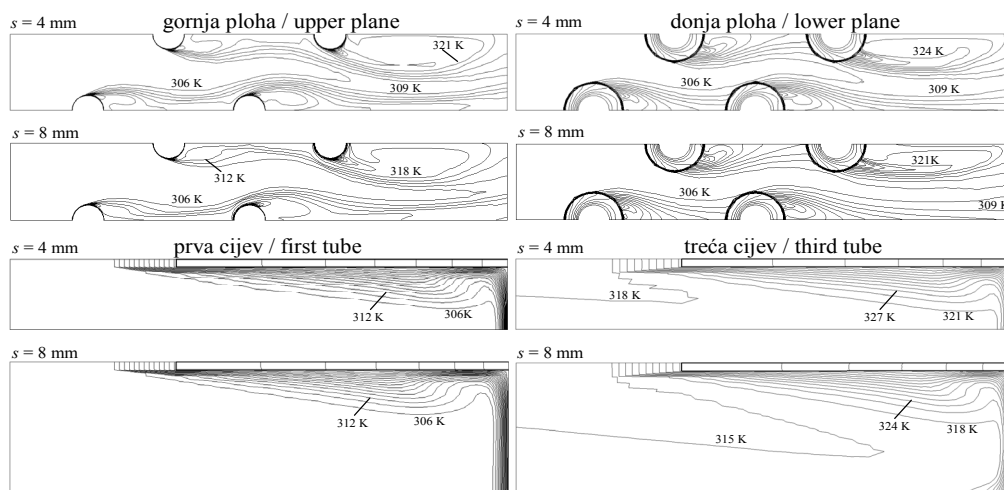 gornja ploha / upper plane
s = 4 mm
321 K
306 K
309 K
s = 8 mm
312 K
306 K
318 K
donja ploha / lower plane
s = 4 mm
324 K
306 K
309 K
s = 8 mm
321K
306 K
309 K
prva cijev / first tube
s = 4 mm
312 K
306K
s = 8 mm
312 K
306 K
treća cijev / third tube
s = 4 mm
318 K
327 K
321 K
s = 8 mm
324 K
318 K
315 K